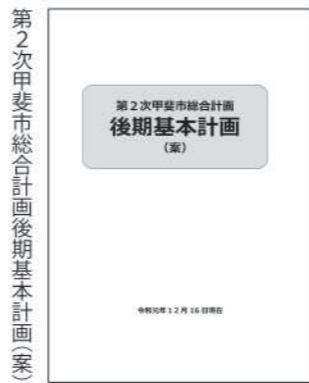 第２次甲斐市総合計画後期基本計画（案）
第２次甲斐市総合計画
後期基本計画
（案）
令和元年１２月１６日現在